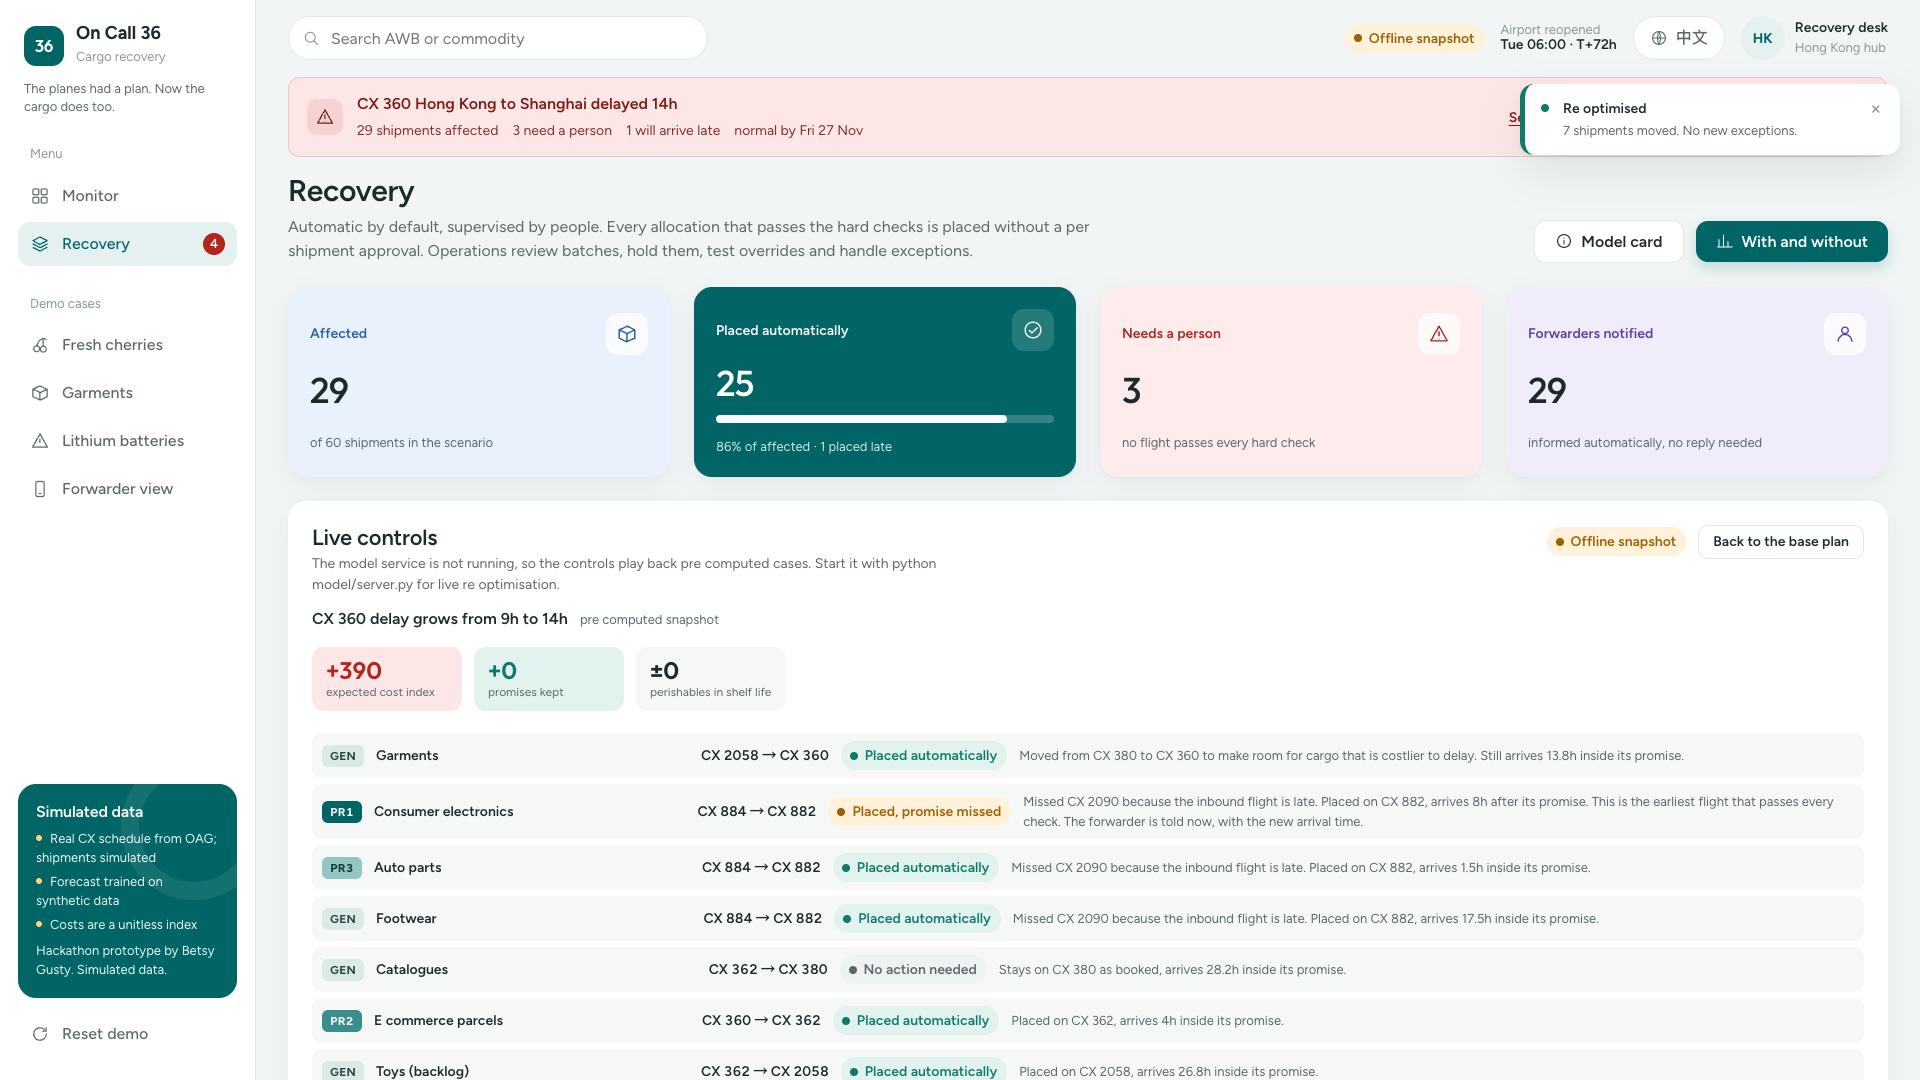 36
On Call 36
Cargo recovery
The planes had a plan. Now the
cargo does too.
Menu
Monitor
Recovery
4
Demo cases
Fresh cherries
Garments
Lithium batteries
Forwarder view
Simulated data
Real CX schedule from OAG;
shipments simulated
Forecast trained on
synthetic data
Costs are a unitless index
Hackathon prototype by Betsy
Gusty. Simulated data.
Reset demo
Search AWB or commodity
Offline snapshot
Airport reopened
Tue 06:00 · T+72h
中文
HK
Recovery desk
Hong Kong hub
CX 360 Hong Kong to Shanghai delayed 14h
29 shipments affected 3 need a person 1 will arrive late normal by Fri 27 Nov
Re optimised
7 shipments moved. No new exceptions.
Recovery
Automatic by default, supervised by people. Every allocation that passes the hard checks is placed without a per
shipment approval. Operations review batches, hold them, test overrides and handle exceptions.
Model card
With and without
Affected
29
of 60 shipments in the scenario
Placed automatically
25
86% of affected · 1 placed late
Needs a person
3
no flight passes every hard check
Forwarders notified
29
informed automatically, no reply needed
Live controls
The model service is not running, so the controls play back pre computed cases. Start it with python
model/server.py for live re optimisation.
Offline snapshot
Back to the base plan
CX 360 delay grows from 9h to 14h pre computed snapshot
+390
expected cost index
+0
promises kept
±0
perishables in shelf life
GEN Garments CX 2058 → CX 360 Placed automatically Moved from CX 380 to CX 360 to make room for cargo that is costlier to delay. Still arrives 13.8h inside its promise.
PR1 Consumer electronics CX 884 → CX 882 Placed, promise missed Missed CX 2090 because the inbound flight is late. Placed on CX 882, arrives 8h after its promise. This is the earliest flight that passes every
check. The forwarder is told now, with the new arrival time.
PR3 Auto parts CX 884 → CX 882 Placed automatically Missed CX 2090 because the inbound flight is late. Placed on CX 882, arrives 1.5h inside its promise.
GEN Footwear CX 884 → CX 882 Placed automatically Missed CX 2090 because the inbound flight is late. Placed on CX 882, arrives 17.5h inside its promise.
GEN Catalogues CX 362 → CX 380 No action needed Stays on CX 380 as booked, arrives 28.2h inside its promise.
PR2 E commerce parcels CX 360 → CX 362 Placed automatically Placed on CX 362, arrives 4h inside its promise.
GEN Toys (backlog) CX 362 → CX 2058 Placed automatically Placed on CX 2058, arrives 26.8h inside its promise.